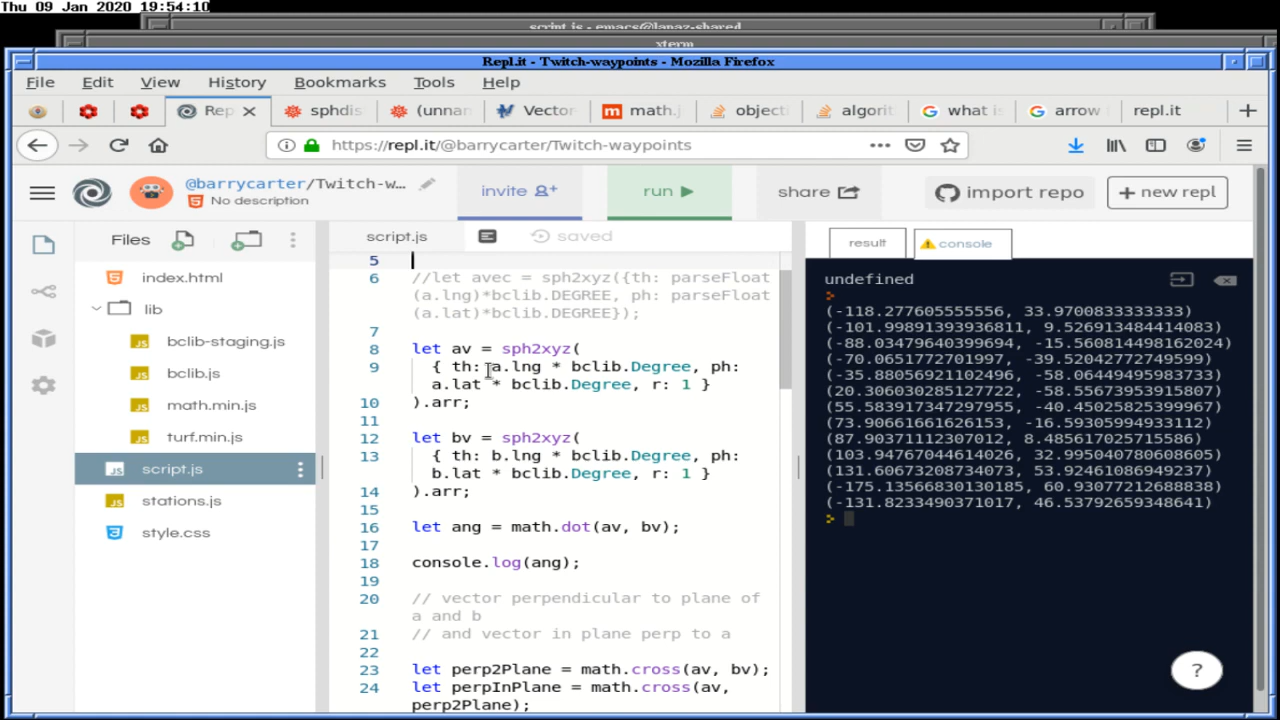 Thu 09 Jan 2020 19:54:10
script.js - emacs@lapaz-shared
xterm
Repl.it - Twitch-waypoints - Mozilla Firefox
File Edit View History Bookmarks Tools Help
Rep sphdis (unna Vector math.j object algorit what is arrow repl.it
https://repl.it/@barrycarter/Twitch-waypoints
@barrycarter/Twitch-w...
No description
invite
run
share
import repo
+ new repl
Files
index.html
lib
bclib-staging.js
bclib.js
math.min.js
turf.min.js
script.js
stations.js
style.css
script.js saved
5
6 //let avec = sph2xyz({th: parseFloat
(a.lng)*bclib.DEGREE, ph: parseFloat
(a.lat)*bclib.DEGREE});
7
8 let av = sph2xyz(
9 { th: a.lng * bclib.Degree, ph:
a.lat * bclib.Degree, r: 1 }
10 ).arr;
11
12 let bv = sph2xyz(
13 { th: b.lng * bclib.Degree, ph:
b.lat * bclib.Degree, r: 1 }
14 ).arr;
15
16 let ang = math.dot(av, bv);
17
18 console.log(ang);
19
20 // vector perpendicular to plane of
a and b
21 // and vector in plane perp to a
22
23 let perp2Plane = math.cross(av, bv);
24 let perpInPlane = math.cross(av,
perp2Plane);
result console
undefined
>
(-118.277605555556, 33.9700833333333)
(-101.99891393936811, 9.526913484414083)
(-88.03479640399694, -15.560814498162024)
(-70.0651772701997, -39.52042772749599)
(-35.88056921102496, -58.06449493598533)
(20.306030285127722, -58.55673953915807)
(55.583917347297955, -40.45025825399967)
(73.90661661626153, -16.59305994933112)
(87.90371112307012, 8.485617025715586)
(103.94767044614026, 32.995040780608605)
(131.60673208734073, 53.92461086949237)
(-175.13566830130185, 60.93077212688838)
(-131.8233490371017, 46.53792659348641)
>
?